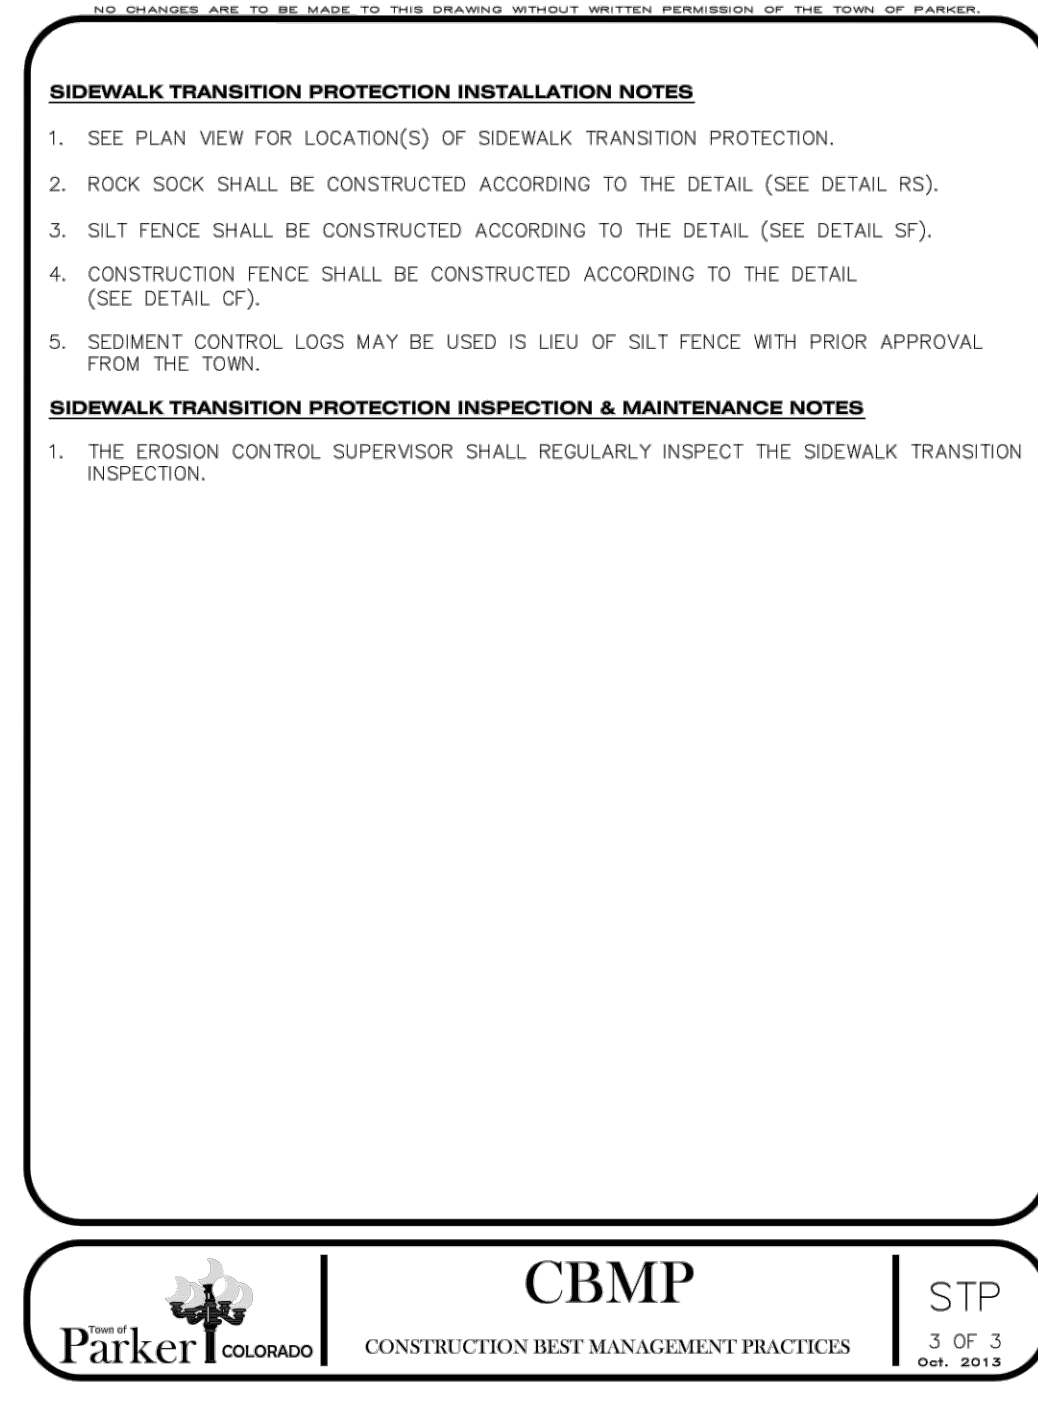 NO CHANGES ARE TO BE MADE TO THIS DRAWING WITHOUT WRITTEN PERMISSION OF THE TOWN OF PARKER.
SIDEWALK TRANSITION PROTECTION INSTALLATION NOTES
1. SEE PLAN VIEW FOR LOCATION(S) OF SIDEWALK TRANSITION PROTECTION.
2. ROCK SOCK SHALL BE CONSTRUCTED ACCORDING TO THE DETAIL (SEE DETAIL RS).
3. SILT FENCE SHALL BE CONSTRUCTED ACCORDING TO THE DETAIL (SEE DETAIL SF).
4. CONSTRUCTION FENCE SHALL BE CONSTRUCTED ACCORDING TO THE DETAIL
(SEE DETAIL CF).
5. SEDIMENT CONTROL LOGS MAY BE USED IS LIEU OF SILT FENCE WITH PRIOR APPROVAL
FROM THE TOWN.
SIDEWALK TRANSITION PROTECTION INSPECTION & MAINTENANCE NOTES
1. THE EROSION CONTROL SUPERVISOR SHALL REGULARLY INSPECT THE SIDEWALK TRANSITION
INSPECTION.
Town of
Parker
COLORADO
CBMP
CONSTRUCTION BEST MANAGEMENT PRACTICES
STP
3 OF 3
Oct. 2013